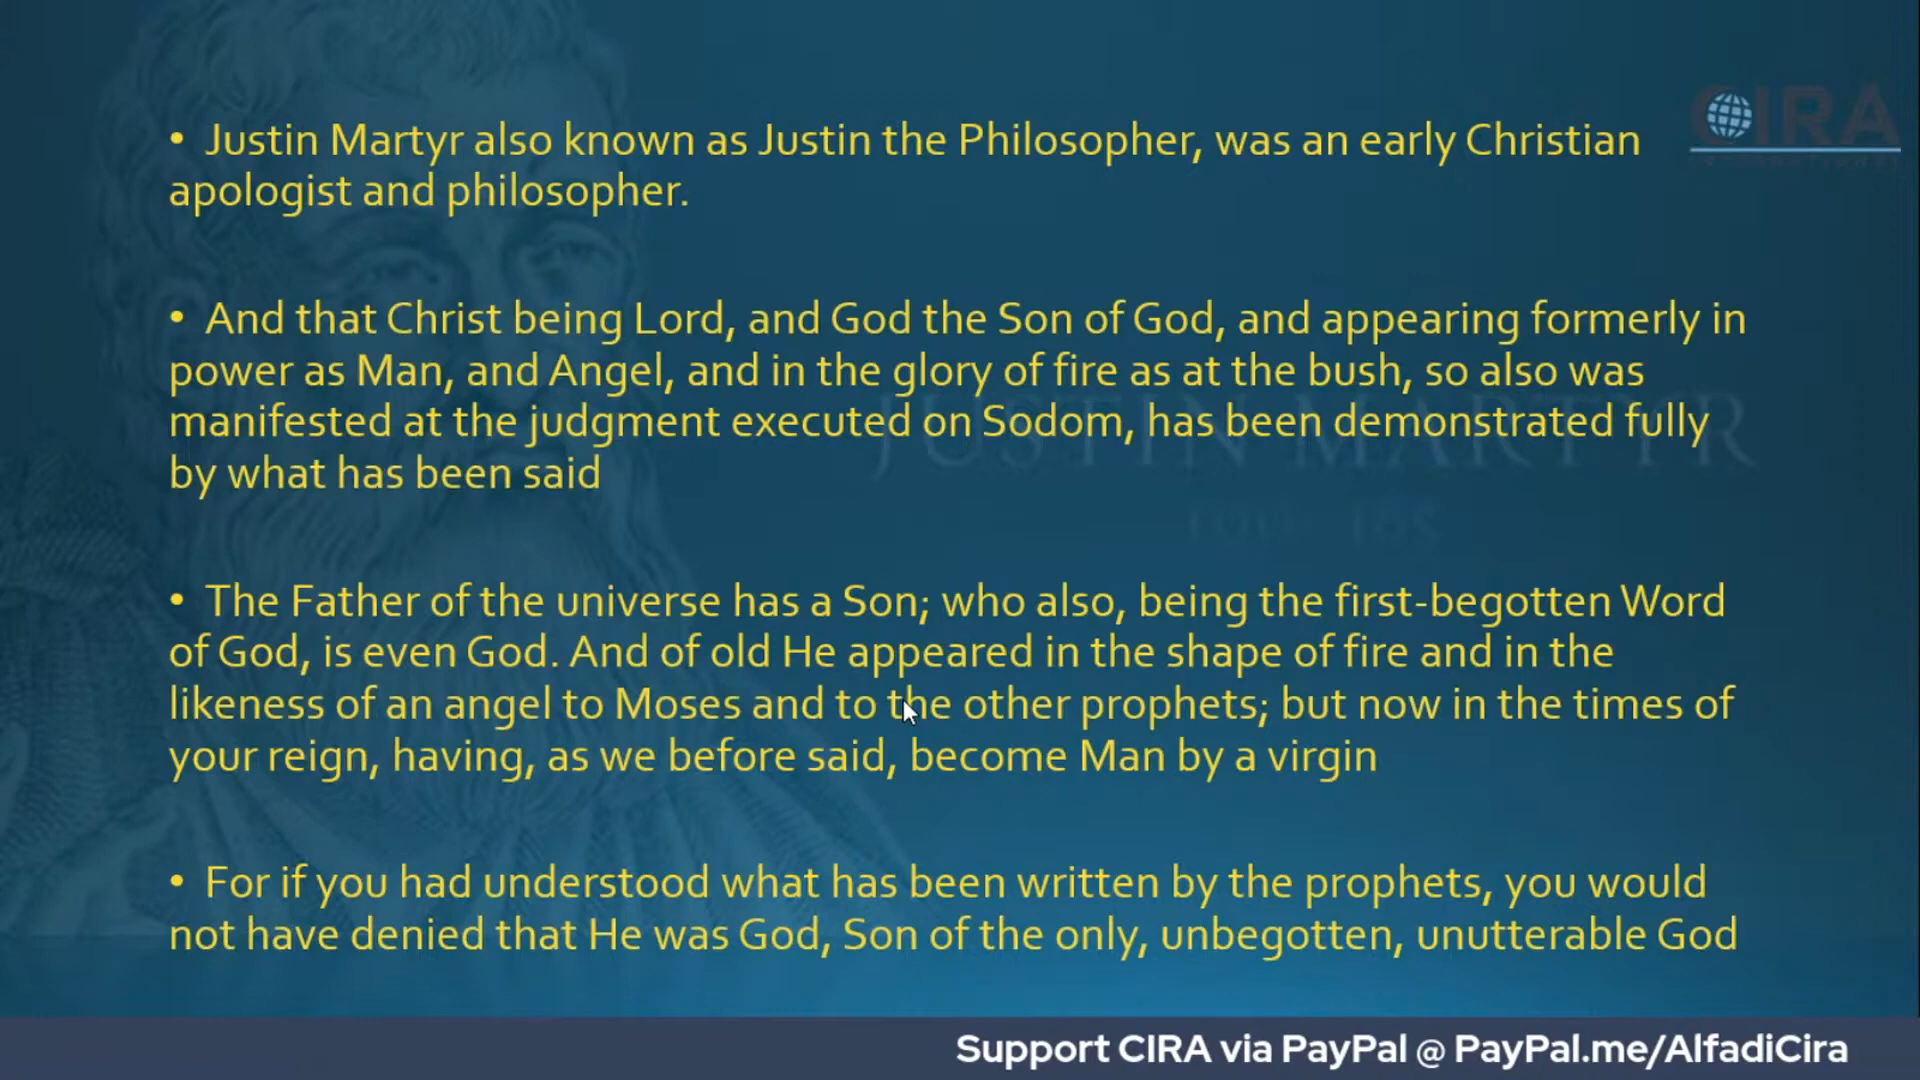 CIRA
• Justin Martyr also known as Justin the Philosopher, was an early Christian
apologist and philosopher.
• And that Christ being Lord, and God the Son of God, and appearing formerly in
power as Man, and Angel, and in the glory of fire as at the bush, so also was
manifested at the judgment executed on Sodom, has been demonstrated fully
by what has been said
JUSTIN MARTYR
100 165
• The Father of the universe has a Son; who also, being the first-begotten Word
of God, is even God. And of old He appeared in the shape of fire and in the
likeness of an angel to Moses and to the other prophets; but now in the times of
your reign, having, as we before said, become Man by a virgin
• For if you had understood what has been written by the prophets, you would
not have denied that He was God, Son of the only, unbegotten, unutterable God
Support CIRA via PayPal @ PayPal.me/AlfadiCira